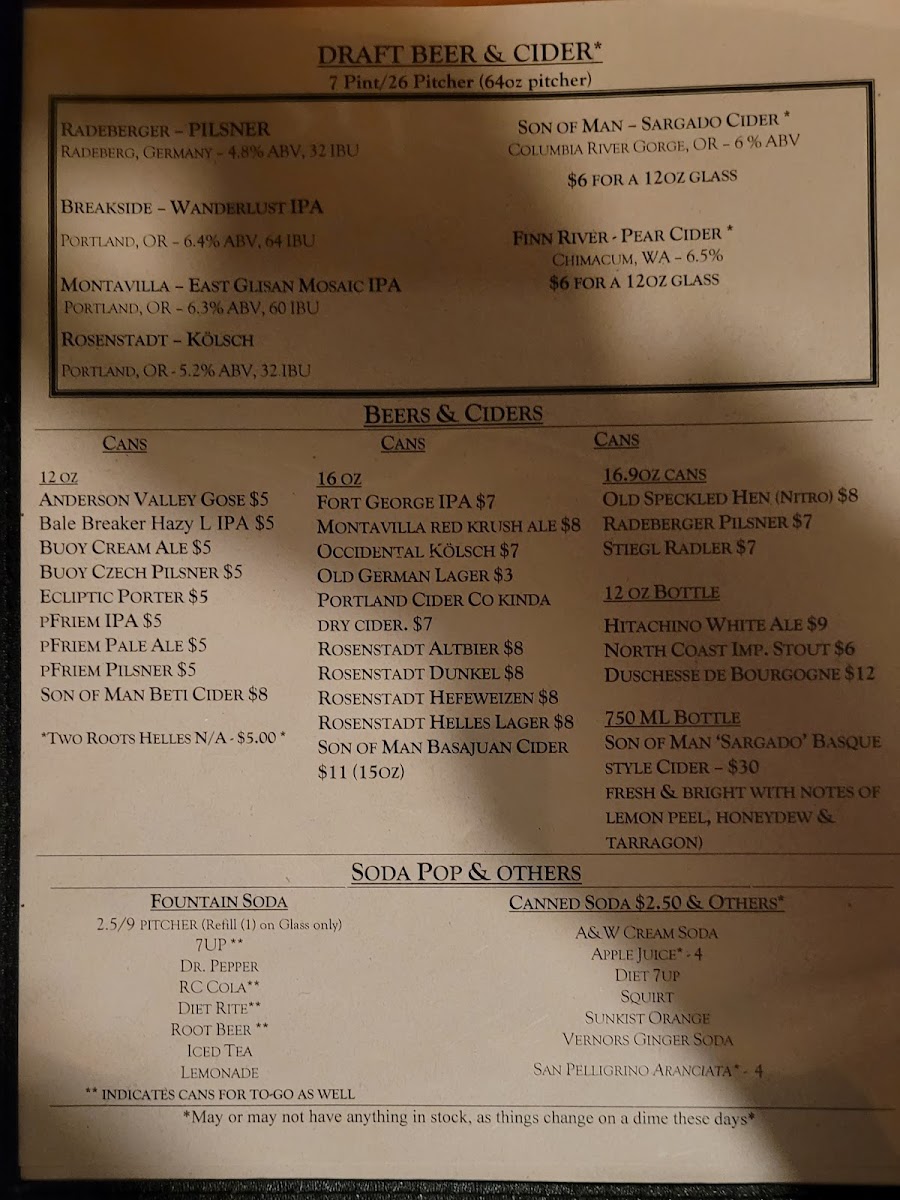 DRAFT BEER & CIDER*
7 Pint/26 Pitcher (64oz pitcher)
RADEBERGER – PILSNER
RADEBERG, GERMANY – 4.8% ABV, 32 IBU
BREAKSIDE – WANDERLUST IPA
PORTLAND, OR – 6.4% ABV, 64 IBU
MONTAVILLA – EAST GLISAN MOSAIC IPA
PORTLAND, OR – 6.3% ABV, 60 IBU
ROSENSTADT – KÖLSCH
PORTLAND, OR - 5.2% ABV, 32 IBU
SON OF MAN – SARGADO CIDER *
COLUMBIA RIVER GORGE, OR – 6 % ABV
$6 FOR A 12OZ GLASS
FINN RIVER - PEAR CIDER *
CHIMACUM, WA – 6.5%
$6 FOR A 12OZ GLASS
BEERS & CIDERS
CANS
12 OZ
ANDERSON VALLEY GOSE $5
Bale Breaker Hazy L IPA $5
BUOY CREAM ALE $5
BUOY CZECH PILSNER $5
ECLIPTIC PORTER $5
PFRIEM IPA $5
PFRIEM PALE ALE $5
PFRIEM PILSNER $5
SON OF MAN BETI CIDER $8
*TWO ROOTS HELLES N/A - $5.00 *
CANS
16 OZ
FORT GEORGE IPA $7
MONTAVILLA RED KRUSH ALE $8
OCCIDENTAL KÖLSCH $7
OLD GERMAN LAGER $3
PORTLAND CIDER CO KINDA
DRY CIDER. $7
ROSENSTADT ALTBIER $8
ROSENSTADT DUNKEL $8
ROSENSTADT HEFEWEIZEN $8
ROSENSTADT HELLES LAGER $8
SON OF MAN BASAJUAN CIDER
$11 (15OZ)
CANS
16.9OZ CANS
OLD SPECKLED HEN (NITRO) $8
RADEBERGER PILSNER $7
STIEGL RADLER $7
12 OZ BOTTLE
HITACHINO WHITE ALE $9
NORTH COAST IMP. STOUT $6
DUSCHESSE DE BOURGOGNE $12
750 ML BOTTLE
SON OF MAN ‘SARGADO’ BASQUE
STYLE CIDER – $30
FRESH & BRIGHT WITH NOTES OF
LEMON PEEL, HONEYDEW &
TARRAGON)
SODA POP & OTHERS
FOUNTAIN SODA
2.5/9 PITCHER (Refill (1) on Glass only)
7UP **
DR. PEPPER
RC COLA**
DIET RITE**
ROOT BEER **
ICED TEA
LEMONADE
** INDICATES CANS FOR TO-GO AS WELL
CANNED SODA $2.50 & OTHERS*
A&W CREAM SODA
APPLE JUICE* - 4
DIET 7UP
SQUIRT
SUNKIST ORANGE
VERNORS GINGER SODA
SAN PELLIGRINO ARANCIATA* - 4
*May or may not have anything in stock, as things change on a dime these days*